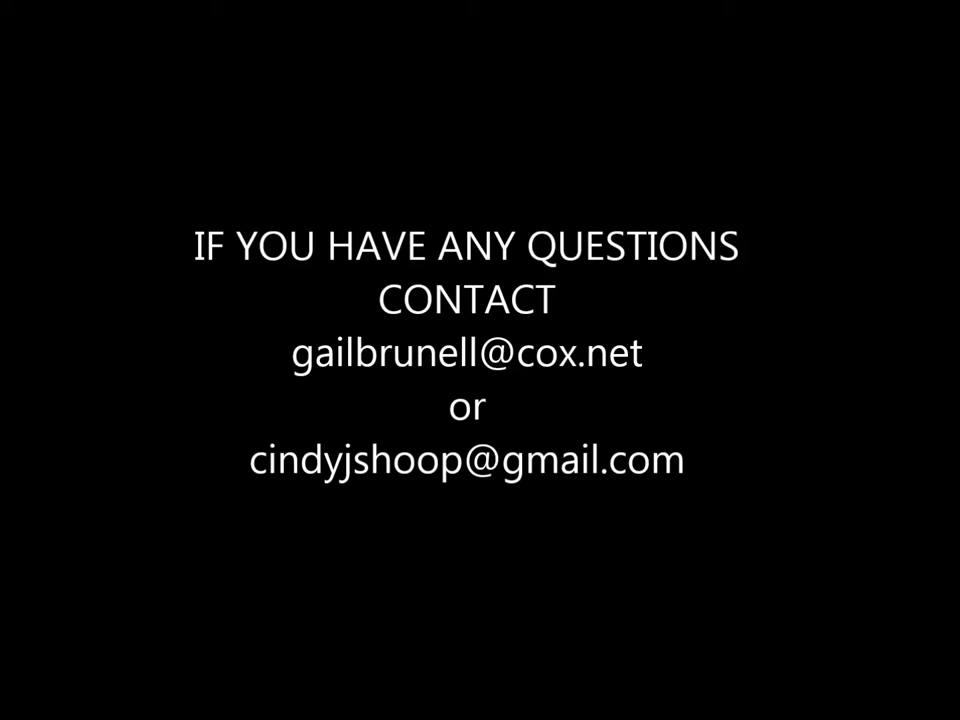 IF YOU HAVE ANY QUESTIONS
CONTACT
gailbrunell@cox.net
or
cindyjshoop@gmail.com